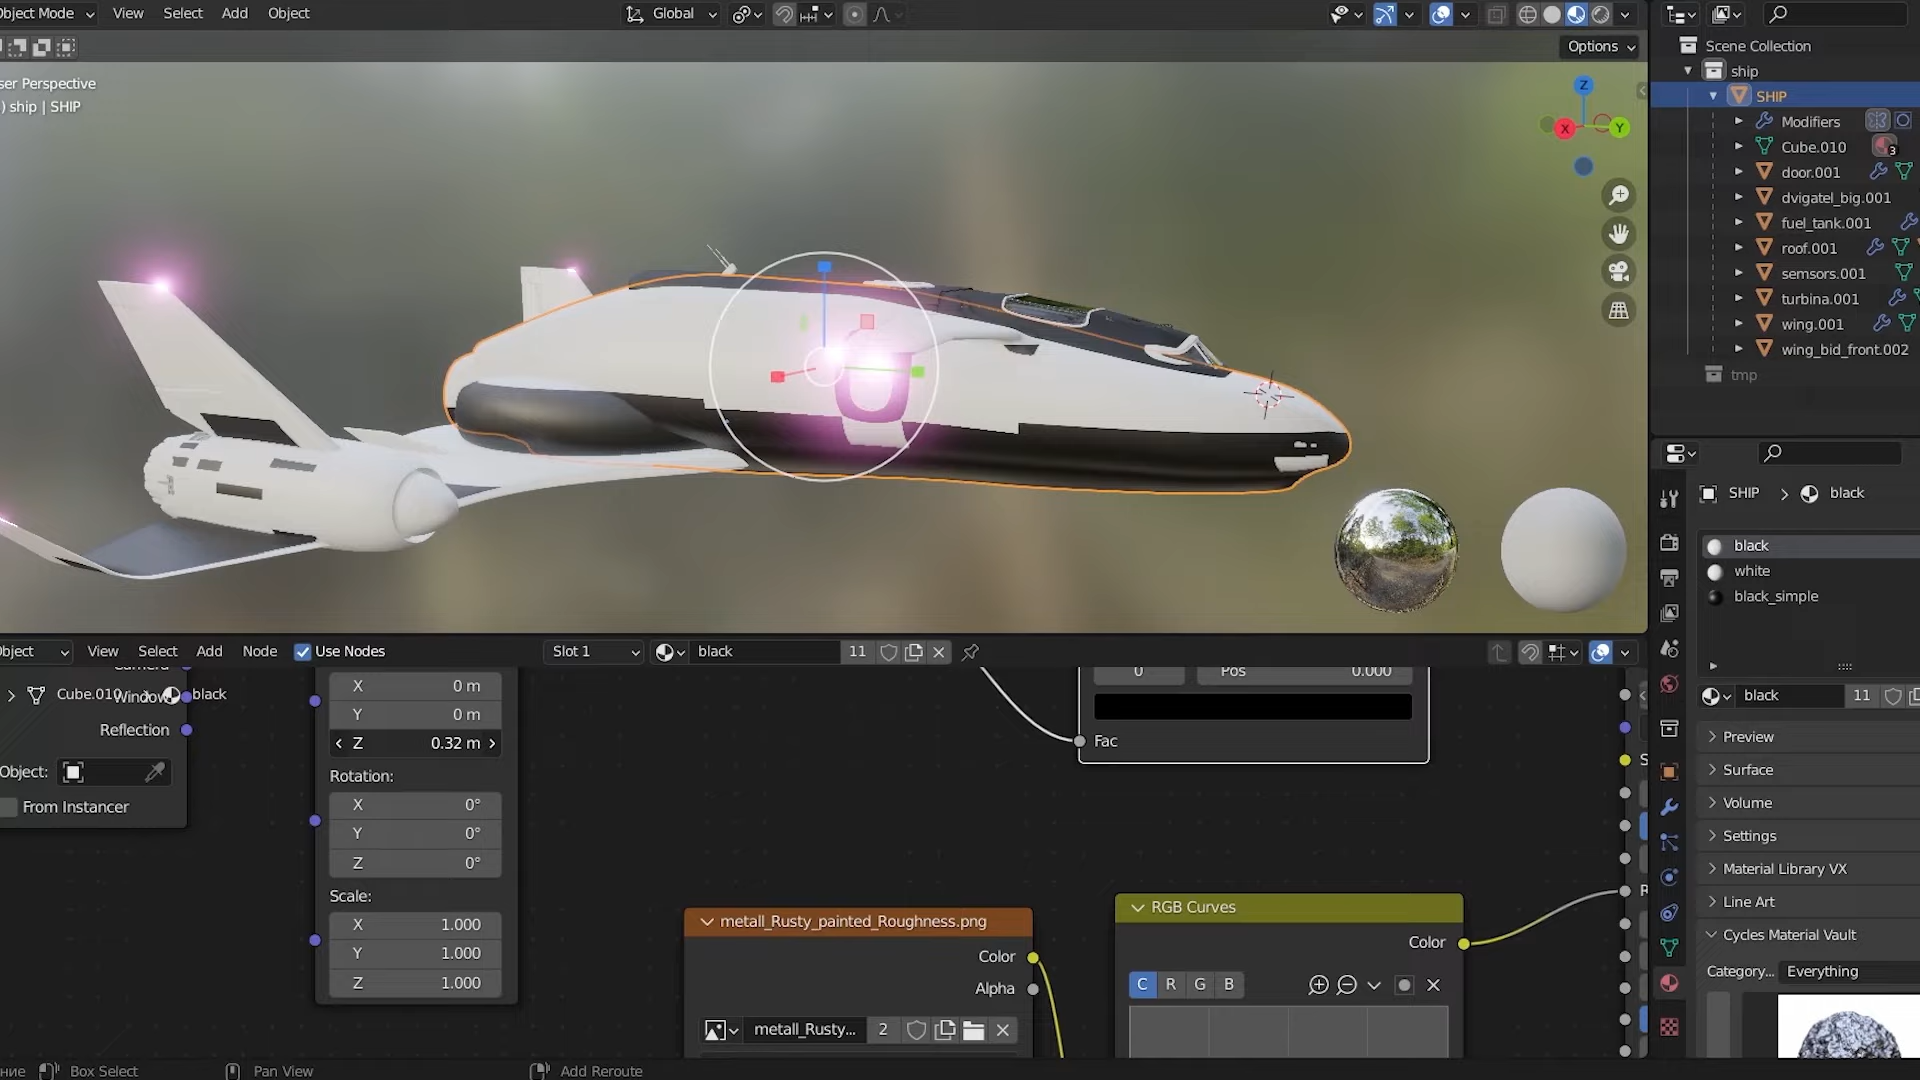 Object Mode View Select Add Object Global
Options
ser Perspective
) ship | SHIP
Z
X Y
Scene Collection
ship
SHIP
Modifiers
Cube.010 3
door.001
dvigatel_big.001
fuel_tank.001
roof.001
semsors.001
turbina.001
wing.001
wing_bid_front.002
tmp
SHIP > black
black
white
black_simple
black 11
Preview
Surface
Volume
Settings
Material Library VX
Line Art
Cycles Material Vault
Category... Everything
bject View Select Add Node Use Nodes Slot 1 black 11
Cube.010 black
Window
Reflection
Object:
From Instancer
X 0 m
Y 0 m
Z 0.32 m
Rotation:
X 0°
Y 0°
Z 0°
Scale:
X 1.000
Y 1.000
Z 1.000
0 Pos 0.000
Fac
metall_Rusty_painted_Roughness.png
Color
Alpha
metall_Rusty... 2
RGB Curves
Color
C R G B
S
R
ние Box Select Pan View Add Reroute